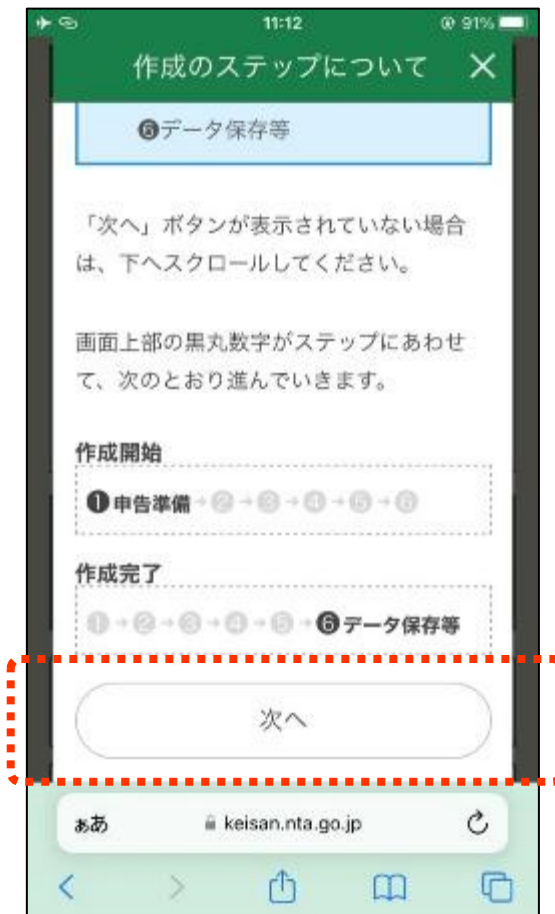 11:12
91%
作成のステップについて ×
❻データ保存等
「次へ」ボタンが表示されていない場合
は、下へスクロールしてください。
画面上部の黒丸数字がステップにあわせ
て、次のとおり進んでいきます。
作成開始
❶申告準備→❷→❸→❹→❺→❻
作成完了
❶→❷→❸→❹→❺→❻データ保存等
次へ
ぁあ keisan.nta.go.jp